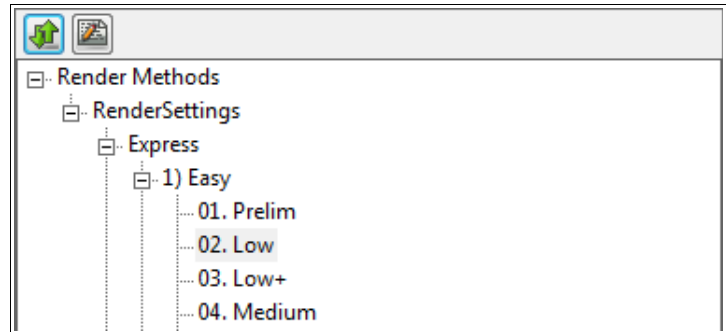 Render Methods
RenderSettings
Express
1) Easy
01. Prelim
02. Low
03. Low+
04. Medium